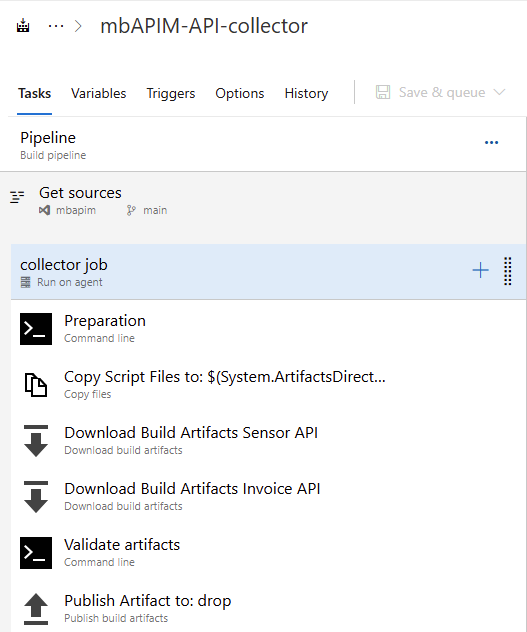 ... > mbAPIM-API-collector
Tasks Variables Triggers Options History Save & queue
Pipeline
Build pipeline
...
Get sources
mbapim main
collector job
Run on agent
Preparation
Command line
Copy Script Files to: $(System.ArtifactsDirect...
Copy files
Download Build Artifacts Sensor API
Download build artifacts
Download Build Artifacts Invoice API
Download build artifacts
Validate artifacts
Command line
Publish Artifact to: drop
Publish build artifacts